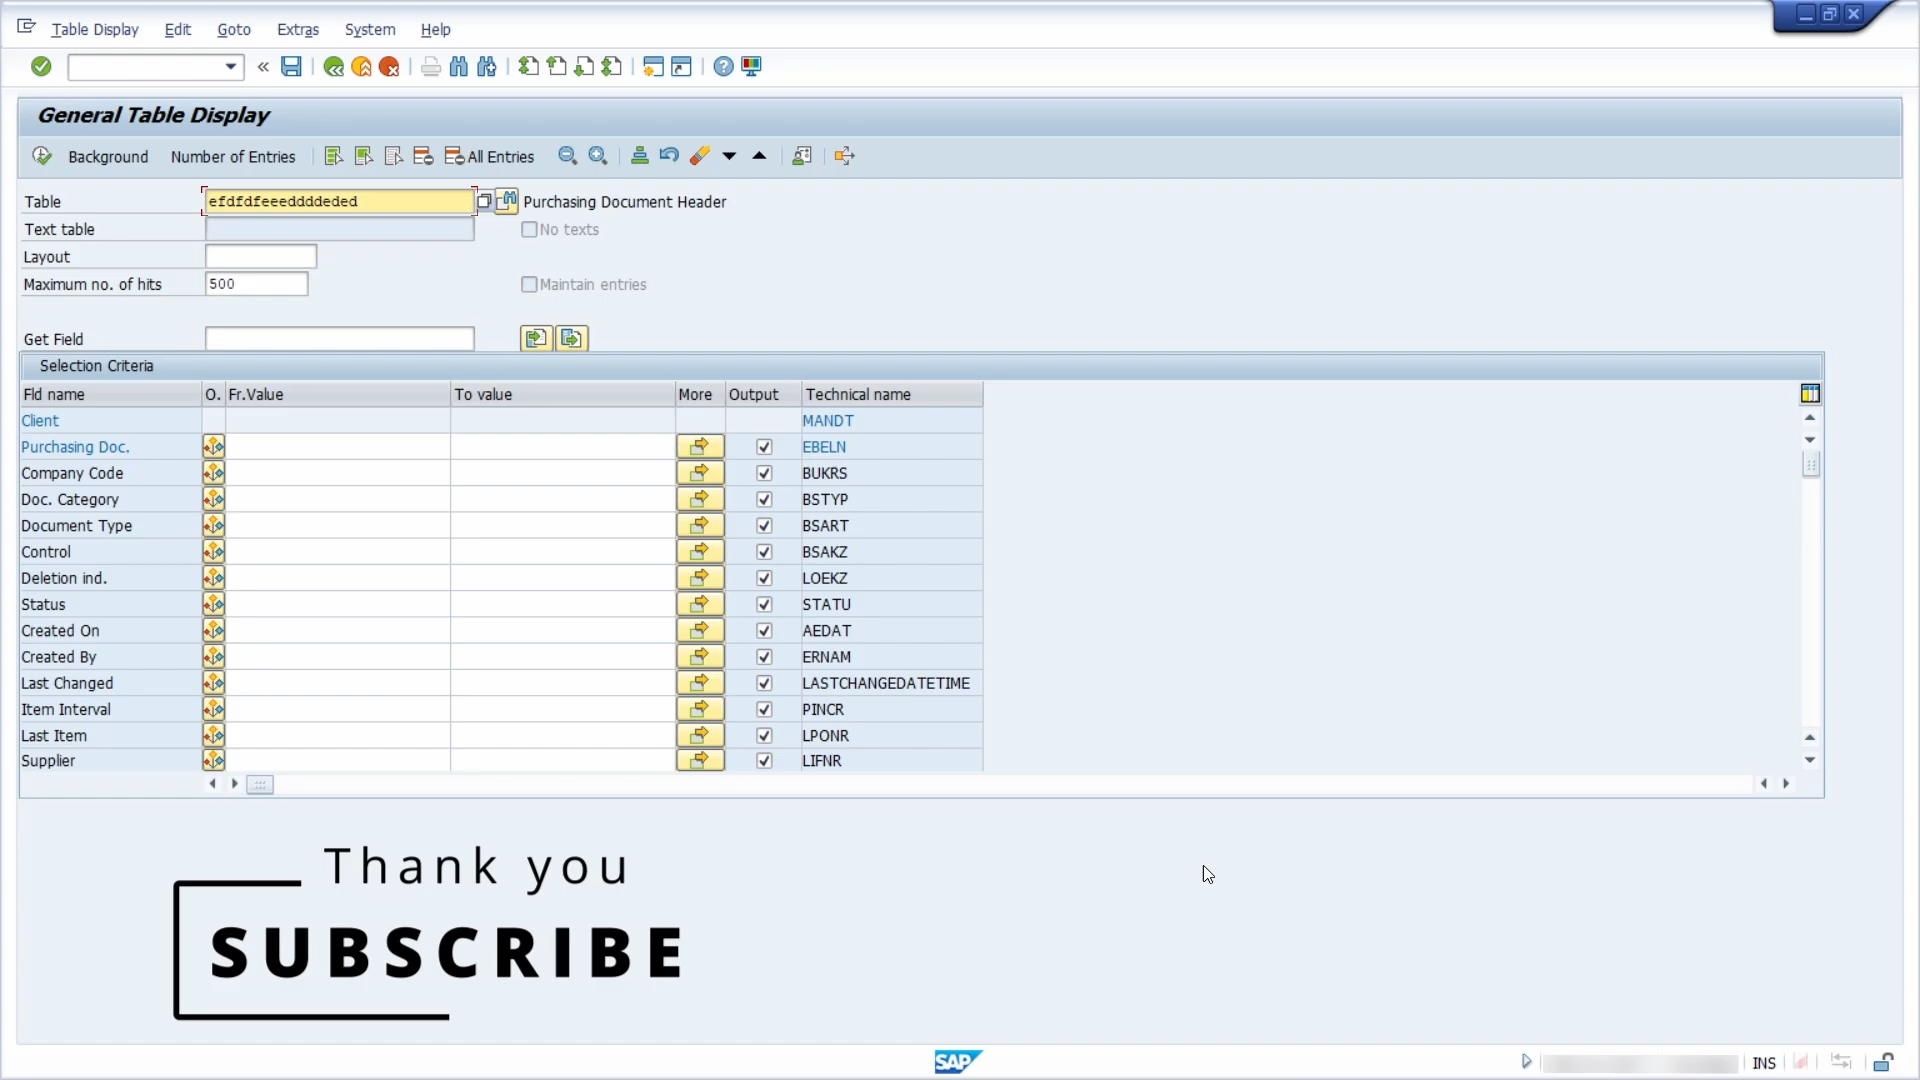 Table Display Edit Goto Extras System Help
General Table Display
Background Number of Entries All Entries
Table efdfdfeeeddddeded Purchasing Document Header
Text table No texts
Layout
Maximum no. of hits 500 Maintain entries
Get Field
Selection Criteria
Fld name O. Fr.Value To value More Output Technical name
Client MANDT
Purchasing Doc. EBELN
Company Code BUKRS
Doc. Category BSTYP
Document Type BSART
Control BSAKZ
Deletion ind. LOEKZ
Status STATU
Created On AEDAT
Created By ERNAM
Last Changed LASTCHANGEDATETIME
Item Interval PINCR
Last Item LPONR
Supplier LIFNR
Thank you
SUBSCRIBE
SAP INS